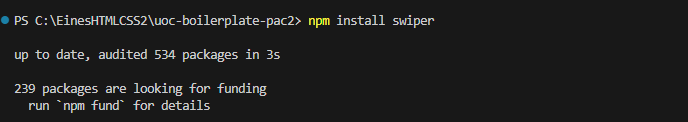 PS C:\EinesHTMLCSS2\uoc-boilerplate-pac2> npm install swiper
up to date, audited 534 packages in 3s
239 packages are looking for funding
  run `npm fund` for details